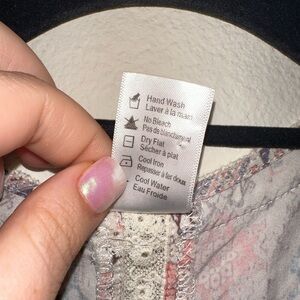 Hand Wash
Laver à la main
No Bleach
Pas de blanchiment
Dry Flat
Sécher à plat
Cool Iron
Repasser à fer doux
Cool Water
Eau Froide